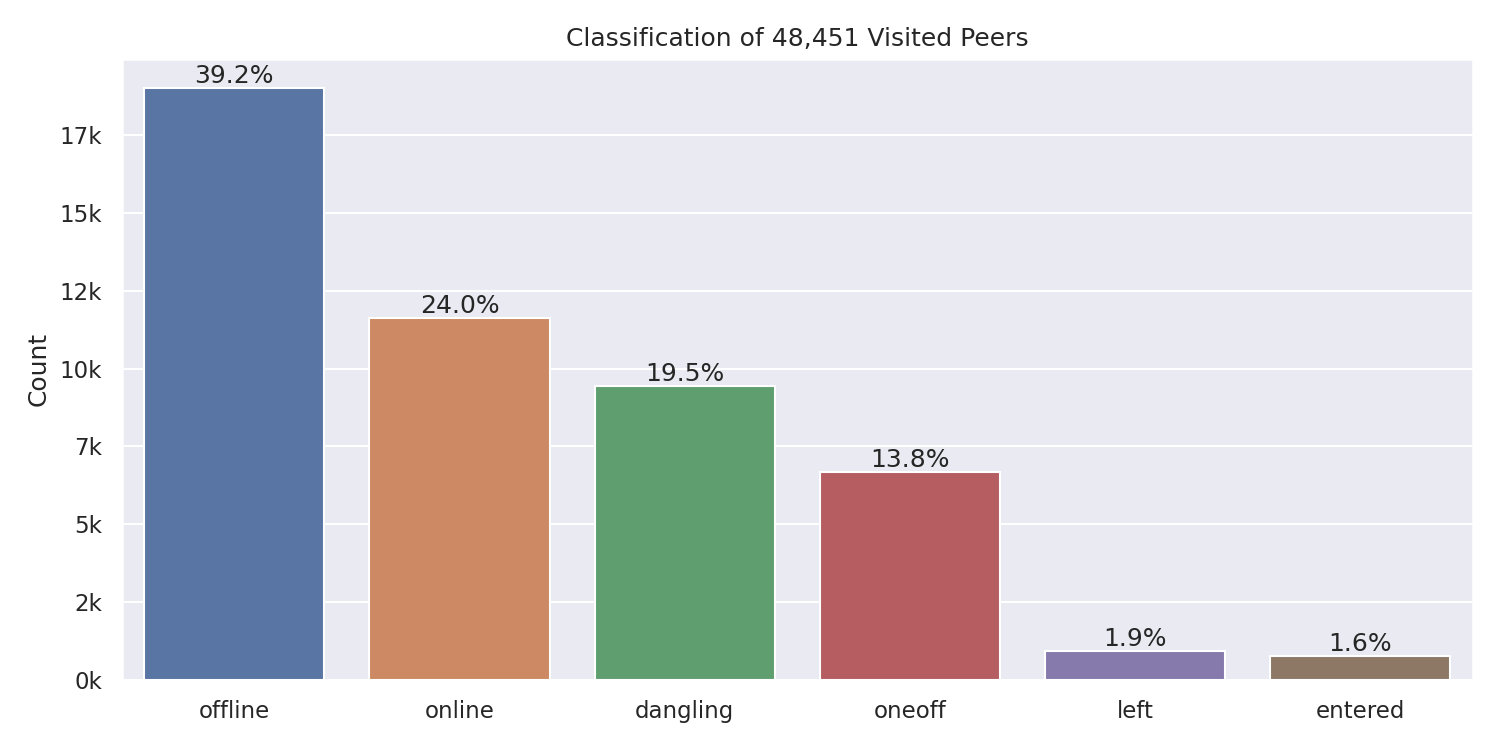 Classification of 48,451 Visited Peers
39.2%
17k
15k
12k
24.0%
10k
19.5%
Count
7k
13.8%
5k
2k
1.9%
1.6%
0k
offline online dangling oneoff left entered